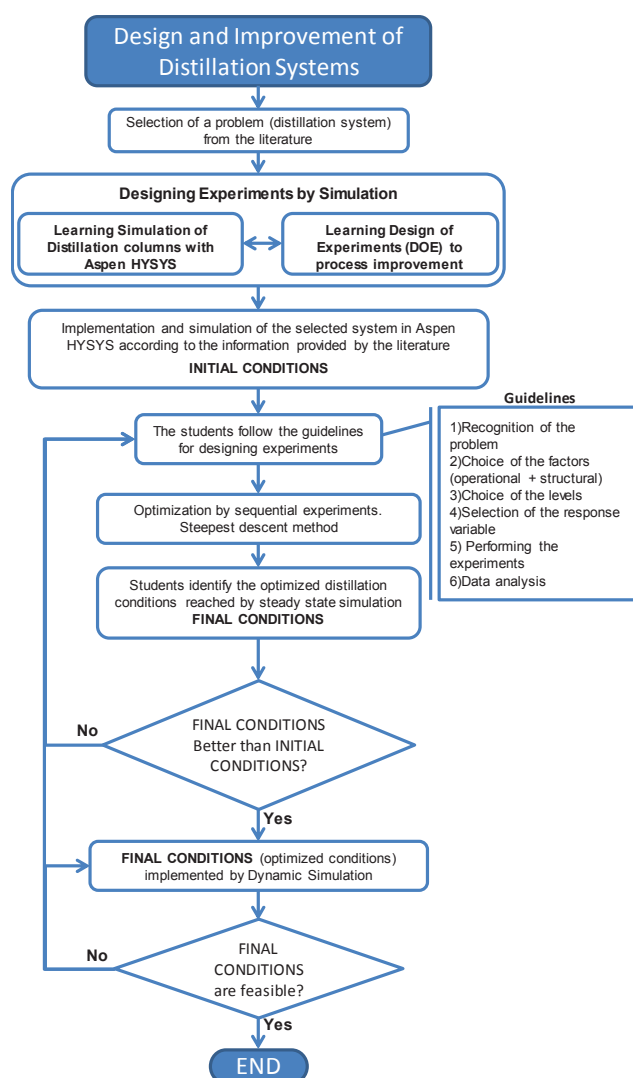 Design and Improvement of
Distillation Systems
Selection of a problem (distillation system)
from the literature
Designing Experiments by Simulation
Learning Simulation of
Distillation columns with
Aspen HYSYS
Learning Design of
Experiments (DOE) to
process improvement
Implementation and simulation of the selected system in Aspen
HYSYS according to the information provided by the literature
INITIAL CONDITIONS
The students follow the guidelines
for designing experiments
Guidelines
1)Recognition of the
problem
2)Choice of the factors
(operational + structural)
3)Choice of the levels
4)Selection of the response
variable
5) Performing the
experiments
6)Data analysis
Optimization by sequential experiments.
Steepest descent method
Students identify the optimized distillation
conditions reached by steady state simulation
FINAL CONDITIONS
No
FINAL CONDITIONS
Better than INITIAL
CONDITIONS?
Yes
FINAL CONDITIONS (optimized conditions)
implemented by Dynamic Simulation
No
FINAL
CONDITIONS
are feasible?
Yes
END